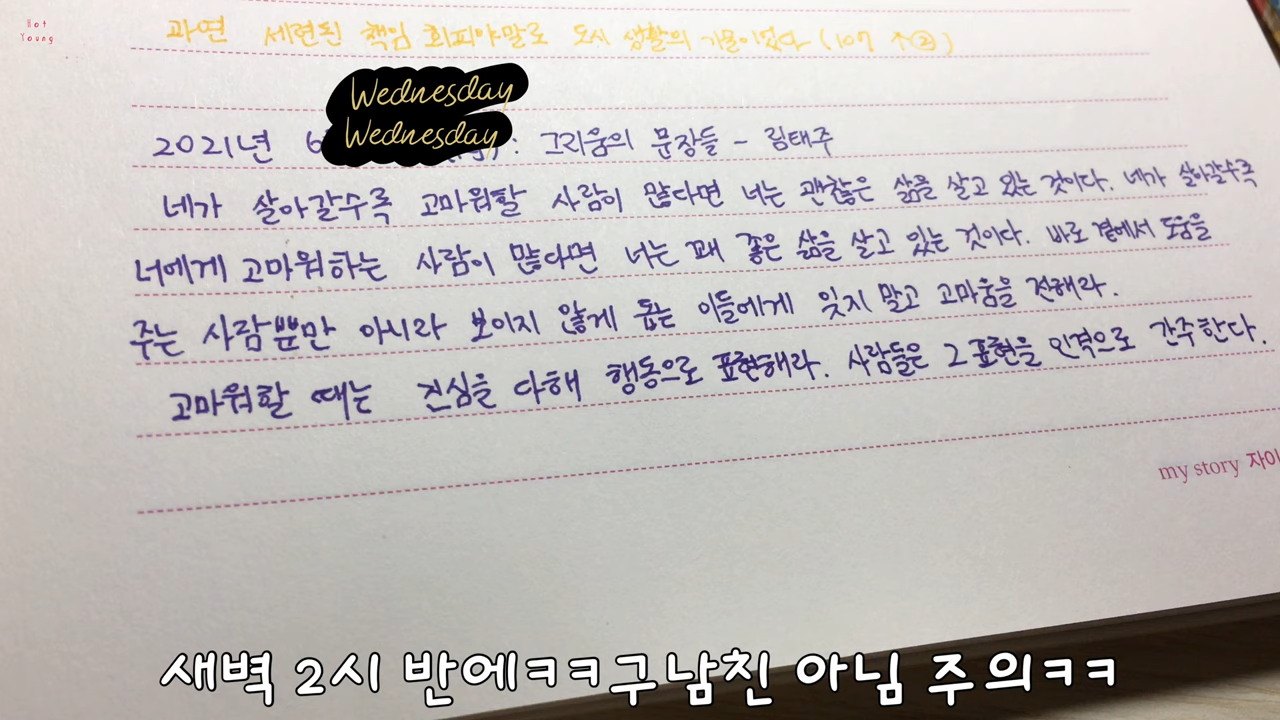 Hot
Young
과연 세련된 책임 회피야말로 도시 생활의 기술이었다 (107 ↑②)
Wednesday
Wednesday
2021년 6 : 그리움의 문장들 - 림태주
네가 살아갈수록 고마워할 사람이 많다면 너는 괜찮은 삶을 살고 있는 것이다. 네가 살아갈수록
너에게 고마워하는 사람이 많다면 너는 꽤 좋은 삶을 살고 있는 것이다. 바로 곁에서 도움을
주는 사람뿐만 아니라 보이지 않게 돕는 이들에게 잊지 말고 고마움을 전해라.
고마워할 때는 진심을 다해 행동으로 표현해라. 사람들은 그 표현을 인격으로 간주한다.
my story
새벽 2시 반에ㅋㅋ구남친 아님 주의ㅋㅋ